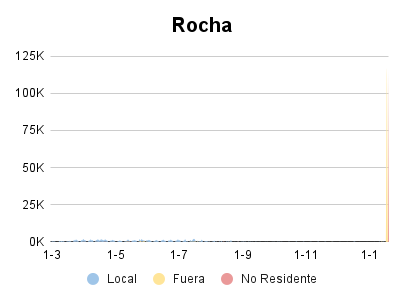 Rocha
125K
100K
75K
50K
25K
0K
1-3 1-5 1-7 1-9 1-11 1-1
Local Fuera No Residente